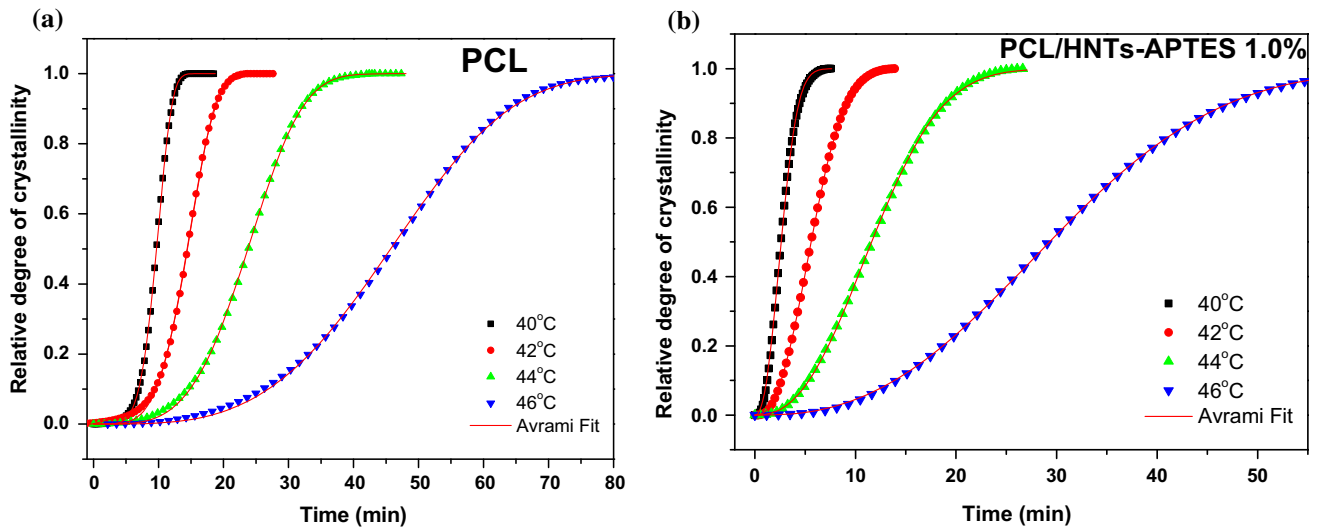 (a)
PCL
Relative degree of crystallinity
1.0
0.8
0.6
0.4
0.2
0.0
40°C
42°C
44°C
46°C
Avrami Fit
0 10 20 30 40 50 60 70 80
Time (min)
(b)
PCL/HNTs-APTES 1.0%
Relative degree of crystallinity
1.0
0.8
0.6
0.4
0.2
0.0
40°C
42°C
44°C
46°C
Avrami Fit
0 10 20 30 40 50
Time (min)